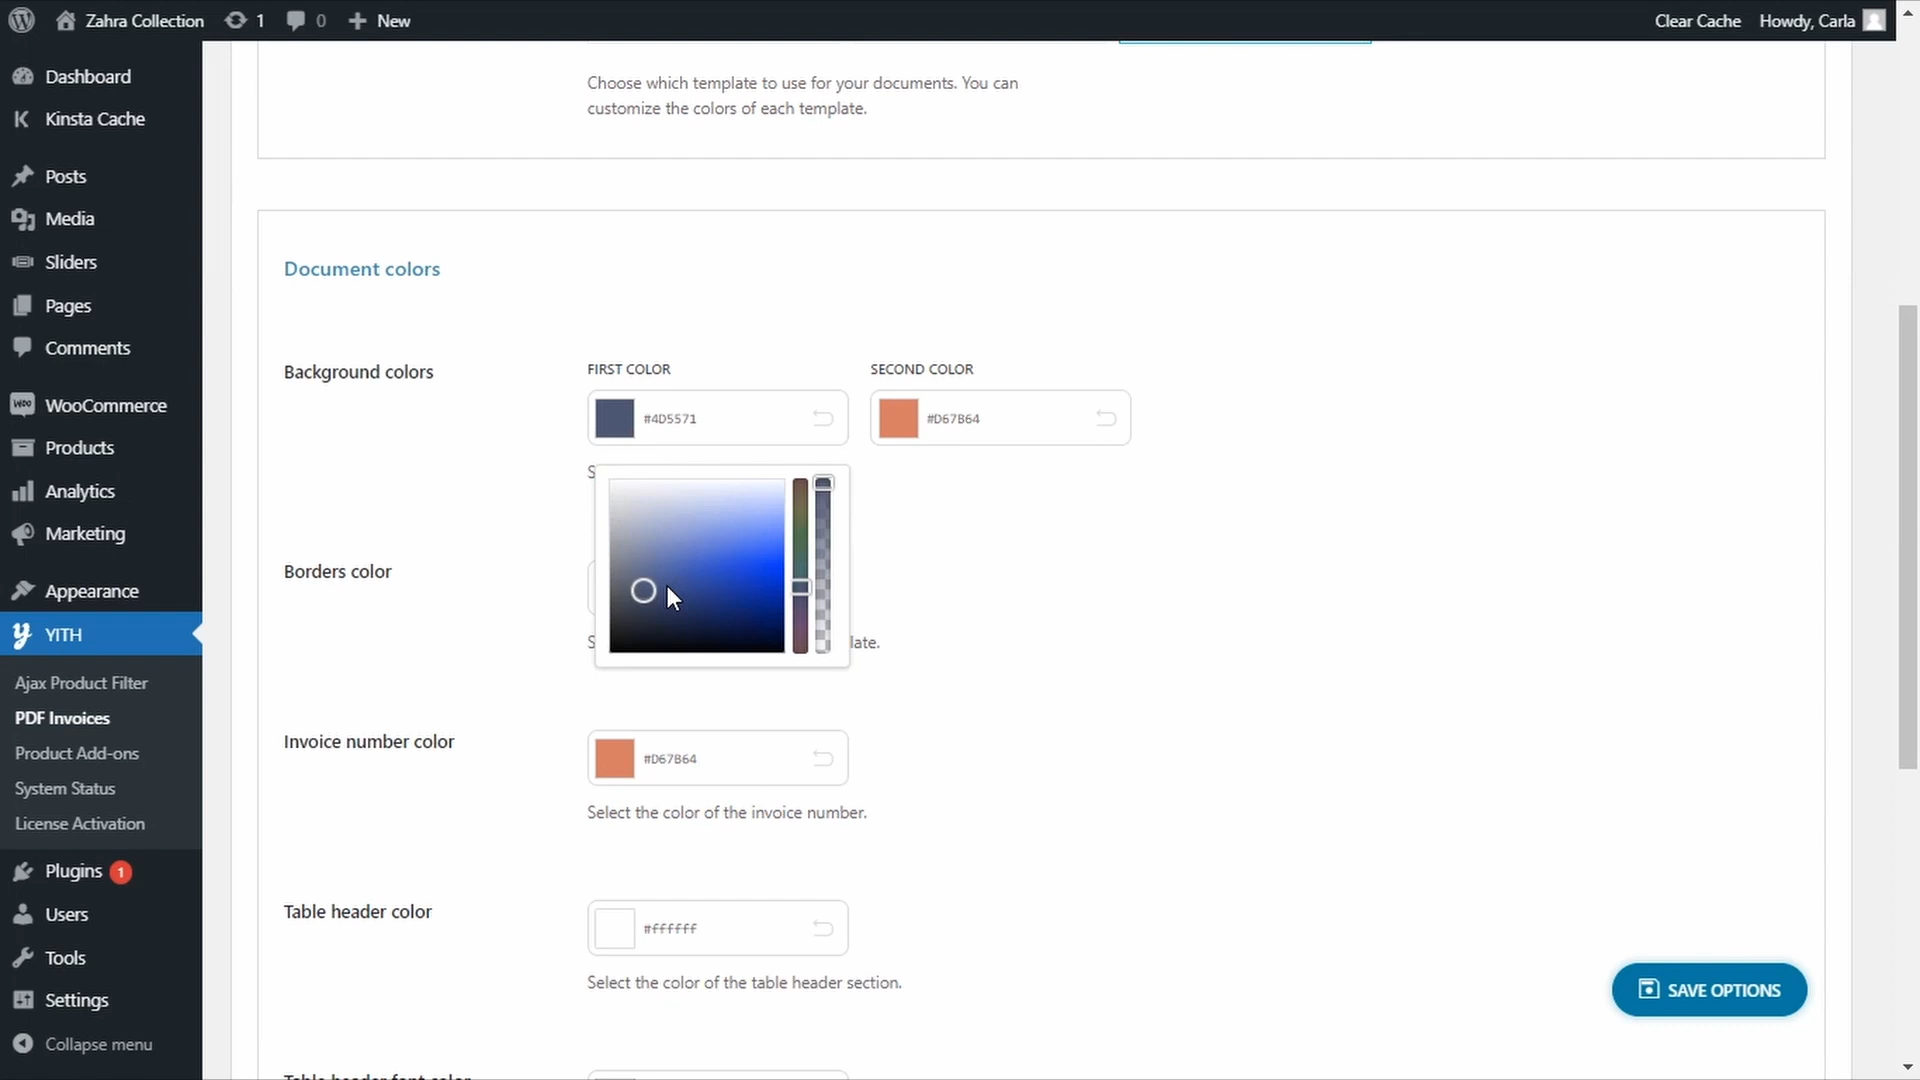 Zahra Collection
1
0
New
Clear Cache
Howdy, Carla
Dashboard
Kinsta Cache
Posts
Media
Sliders
Pages
Comments
WooCommerce
Products
Analytics
Marketing
Appearance
YITH
Ajax Product Filter
PDF Invoices
Product Add-ons
System Status
License Activation
Plugins 1
Users
Tools
Settings
Collapse menu
Choose which template to use for your documents. You can
customize the colors of each template.
Document colors
Background colors
FIRST COLOR
SECOND COLOR
#4D5571
#D67B64
S
Borders color
S
late.
Invoice number color
#D67B64
Select the color of the invoice number.
Table header color
#ffffff
Select the color of the table header section.
SAVE OPTIONS
Table header font color